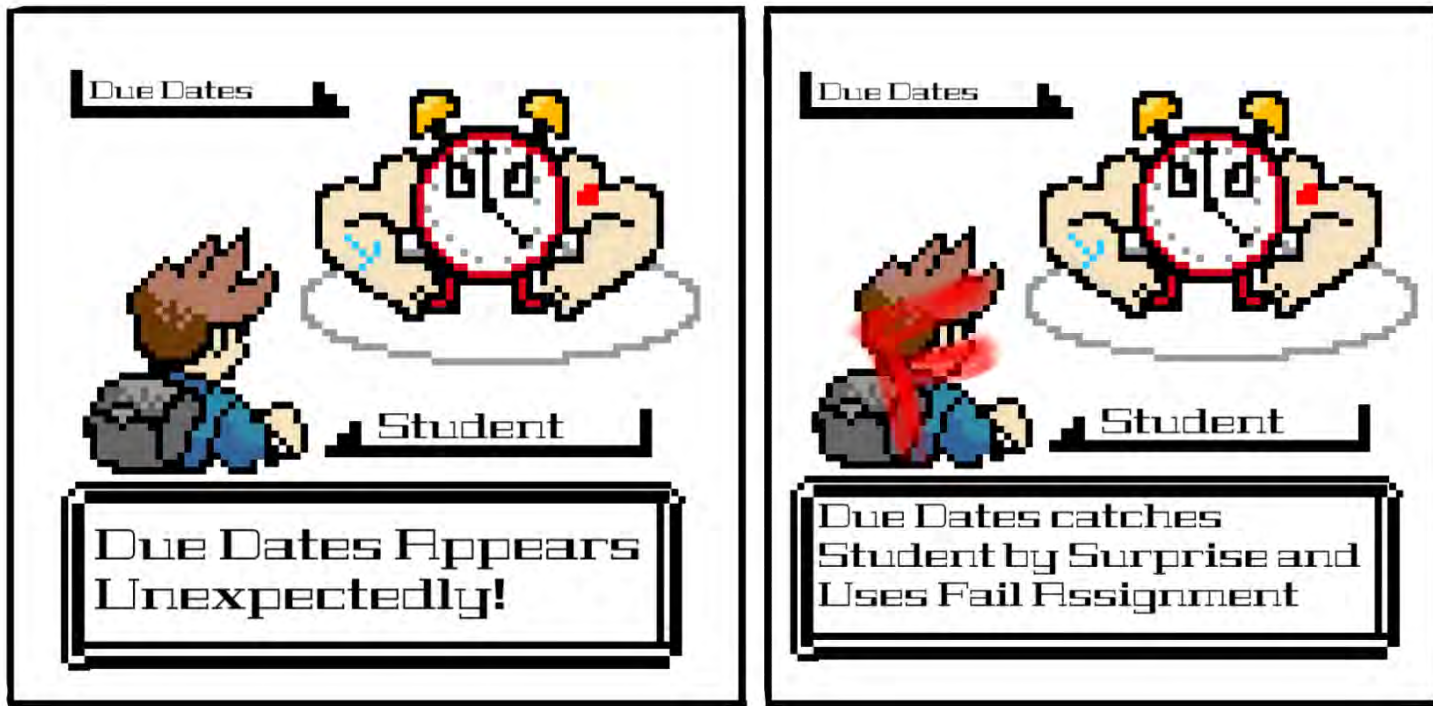 Due Dates
Student
Due Dates Appears
Unexpectedly!
Due Dates
Student
Due Dates catches
Student by Surprise and
Uses Fail Assignment